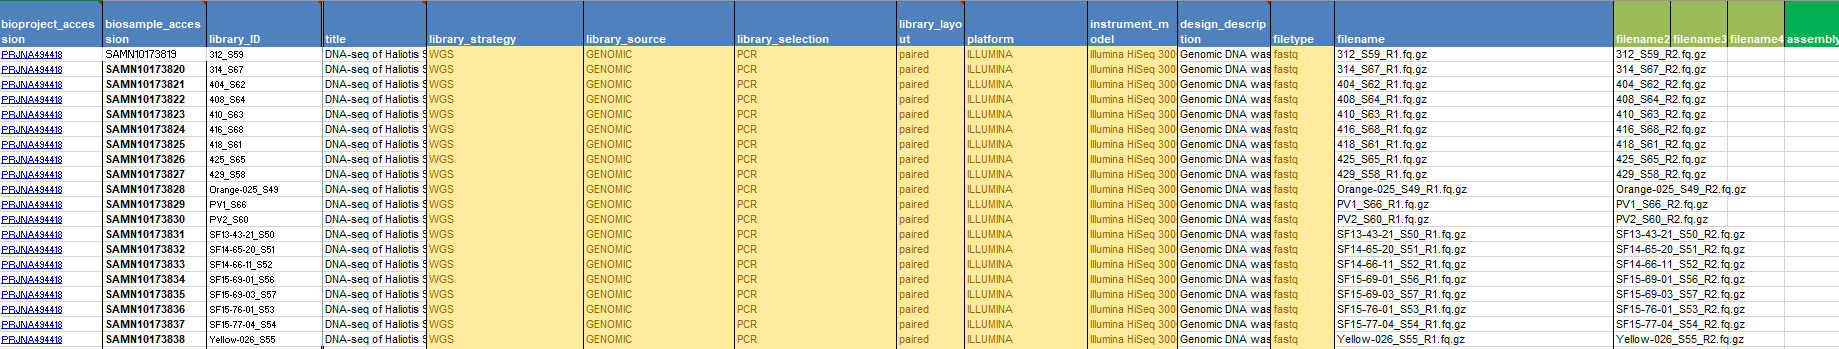 bioproject_accession biosample_accession library_ID title library_strategy library_source library_selection library_layout platform instrument_model design_description filetype filename filename2 filename3 filename4 assembly
PRJNA494418 SAMN10173819 312_S59 DNA-seq of Haliotis S WGS GENOMIC PCR paired ILLUMINA Illumina HiSeq 300 Genomic DNA was fastq 312_S59_R1.fq.gz 312_S59_R2.fq.gz
PRJNA494418 SAMN10173820 314_S67 DNA-seq of Haliotis S WGS GENOMIC PCR paired ILLUMINA Illumina HiSeq 300 Genomic DNA was fastq 314_S67_R1.fq.gz 314_S67_R2.fq.gz
PRJNA494418 SAMN10173821 404_S62 DNA-seq of Haliotis S WGS GENOMIC PCR paired ILLUMINA Illumina HiSeq 300 Genomic DNA was fastq 404_S62_R1.fq.gz 404_S62_R2.fq.gz
PRJNA494418 SAMN10173822 408_S64 DNA-seq of Haliotis S WGS GENOMIC PCR paired ILLUMINA Illumina HiSeq 300 Genomic DNA was fastq 408_S64_R1.fq.gz 408_S64_R2.fq.gz
PRJNA494418 SAMN10173823 410_S63 DNA-seq of Haliotis S WGS GENOMIC PCR paired ILLUMINA Illumina HiSeq 300 Genomic DNA was fastq 410_S63_R1.fq.gz 410_S63_R2.fq.gz
PRJNA494418 SAMN10173824 416_S68 DNA-seq of Haliotis S WGS GENOMIC PCR paired ILLUMINA Illumina HiSeq 300 Genomic DNA was fastq 416_S68_R1.fq.gz 416_S68_R2.fq.gz
PRJNA494418 SAMN10173825 418_S61 DNA-seq of Haliotis S WGS GENOMIC PCR paired ILLUMINA Illumina HiSeq 300 Genomic DNA was fastq 418_S61_R1.fq.gz 418_S61_R2.fq.gz
PRJNA494418 SAMN10173826 425_S65 DNA-seq of Haliotis S WGS GENOMIC PCR paired ILLUMINA Illumina HiSeq 300 Genomic DNA was fastq 425_S65_R1.fq.gz 425_S65_R2.fq.gz
PRJNA494418 SAMN10173827 429_S58 DNA-seq of Haliotis S WGS GENOMIC PCR paired ILLUMINA Illumina HiSeq 300 Genomic DNA was fastq 429_S58_R1.fq.gz 429_S58_R2.fq.gz
PRJNA494418 SAMN10173828 Orange-025_S49 DNA-seq of Haliotis S WGS GENOMIC PCR paired ILLUMINA Illumina HiSeq 300 Genomic DNA was fastq Orange-025_S49_R1.fq.gz Orange-025_S49_R2.fq.gz
PRJNA494418 SAMN10173829 PV1_S66 DNA-seq of Haliotis S WGS GENOMIC PCR paired ILLUMINA Illumina HiSeq 300 Genomic DNA was fastq PV1_S66_R1.fq.gz PV1_S66_R2.fq.gz
PRJNA494418 SAMN10173830 PV2_S60 DNA-seq of Haliotis S WGS GENOMIC PCR paired ILLUMINA Illumina HiSeq 300 Genomic DNA was fastq PV2_S60_R1.fq.gz PV2_S60_R2.fq.gz
PRJNA494418 SAMN10173831 SF13-43-21_S50 DNA-seq of Haliotis S WGS GENOMIC PCR paired ILLUMINA Illumina HiSeq 300 Genomic DNA was fastq SF13-43-21_S50_R1.fq.gz SF13-43-21_S50_R2.fq.gz
PRJNA494418 SAMN10173832 SF14-65-20_S51 DNA-seq of Haliotis S WGS GENOMIC PCR paired ILLUMINA Illumina HiSeq 300 Genomic DNA was fastq SF14-65-20_S51_R1.fq.gz SF14-65-20_S51_R2.fq.gz
PRJNA494418 SAMN10173833 SF14-66-11_S52 DNA-seq of Haliotis S WGS GENOMIC PCR paired ILLUMINA Illumina HiSeq 300 Genomic DNA was fastq SF14-66-11_S52_R1.fq.gz SF14-66-11_S52_R2.fq.gz
PRJNA494418 SAMN10173834 SF15-69-01_S56 DNA-seq of Haliotis S WGS GENOMIC PCR paired ILLUMINA Illumina HiSeq 300 Genomic DNA was fastq SF15-69-01_S56_R1.fq.gz SF15-69-01_S56_R2.fq.gz
PRJNA494418 SAMN10173835 SF15-69-03_S57 DNA-seq of Haliotis S WGS GENOMIC PCR paired ILLUMINA Illumina HiSeq 300 Genomic DNA was fastq SF15-69-03_S57_R1.fq.gz SF15-69-03_S57_R2.fq.gz
PRJNA494418 SAMN10173836 SF15-76-01_S53 DNA-seq of Haliotis S WGS GENOMIC PCR paired ILLUMINA Illumina HiSeq 300 Genomic DNA was fastq SF15-76-01_S53_R1.fq.gz SF15-76-01_S53_R2.fq.gz
PRJNA494418 SAMN10173837 SF15-77-04_S54 DNA-seq of Haliotis S WGS GENOMIC PCR paired ILLUMINA Illumina HiSeq 300 Genomic DNA was fastq SF15-77-04_S54_R1.fq.gz SF15-77-04_S54_R2.fq.gz
PRJNA494418 SAMN10173838 Yellow-026_S55 DNA-seq of Haliotis S WGS GENOMIC PCR paired ILLUMINA Illumina HiSeq 300 Genomic DNA was fastq Yellow-026_S55_R1.fq.gz Yellow-026_S55_R2.fq.gz